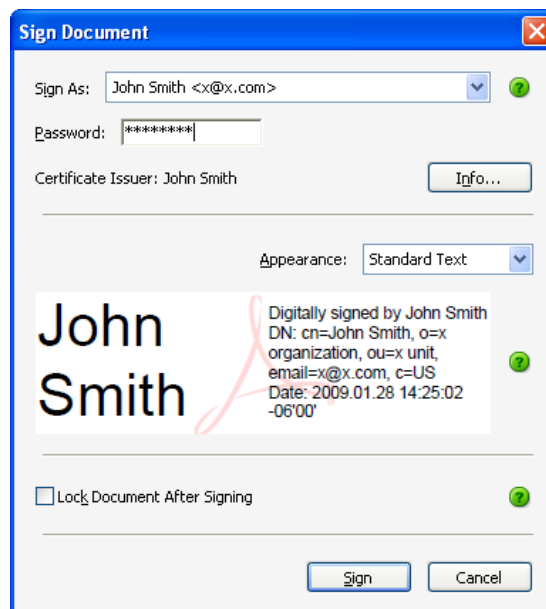 Sign Document
Sign As: John Smith <x@x.com>
Password: ********
Certificate Issuer: John Smith Info...
Appearance: Standard Text
John
Smith
Digitally signed by John Smith
DN: cn=John Smith, o=x
organization, ou=x unit,
email=x@x.com, c=US
Date: 2009.01.28 14:25:02
-06'00'
Lock Document After Signing
Sign Cancel